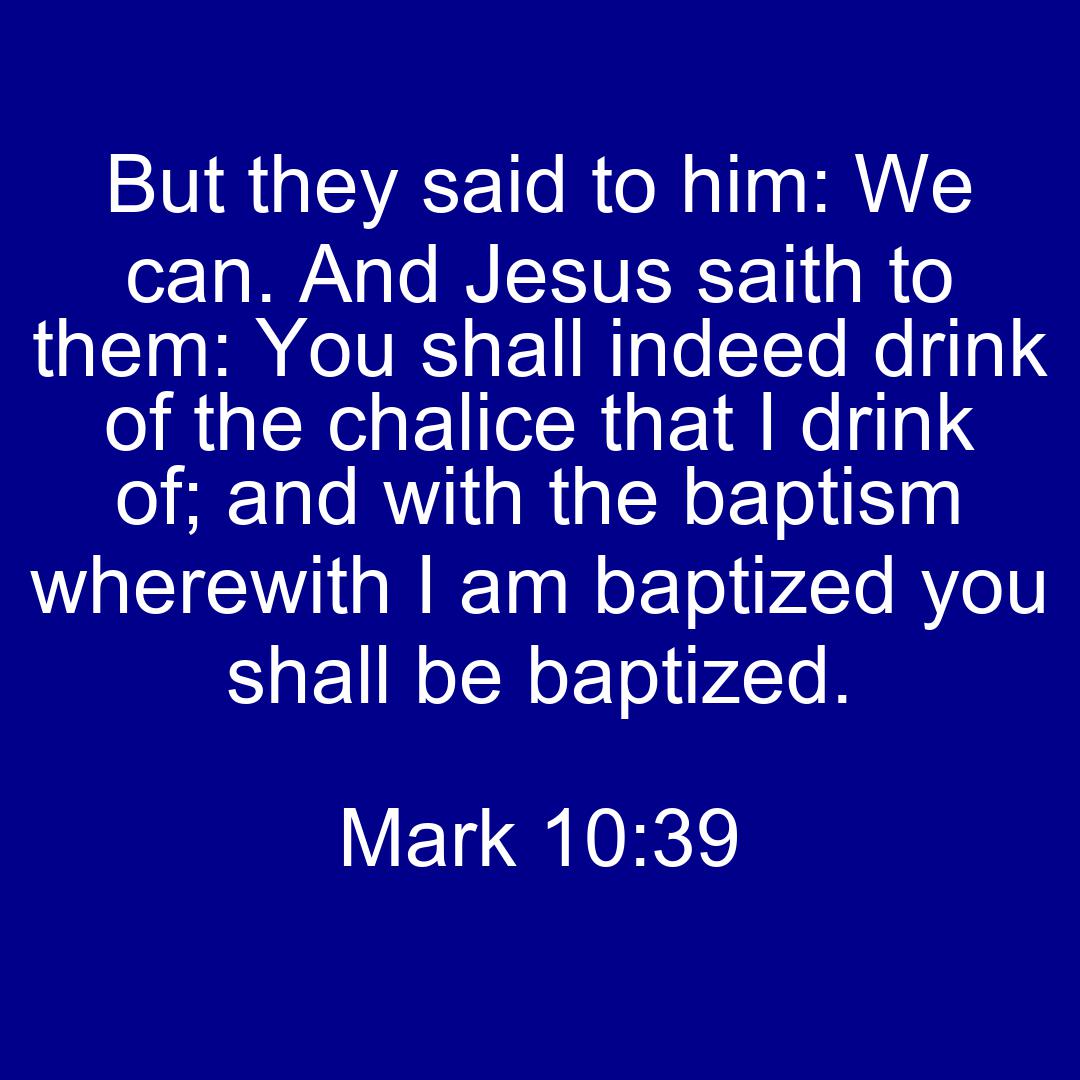 But they said to him: We
can. And Jesus saith to
them: You shall indeed drink
of the chalice that I drink
of; and with the baptism
wherewith I am baptized you
shall be baptized.
Mark 10:39